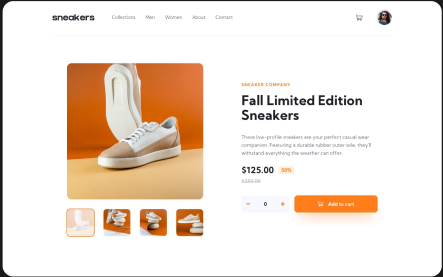 sneakers
Collections Men Women About Contact
SNEAKER COMPANY
Fall Limited Edition
Sneakers
These low-profile sneakers are your perfect casual wear
companion. Featuring a durable rubber outer sole, they'll
withstand everything the weather can offer.
$125.00 50%
$250.00
- 0 +
Add to cart